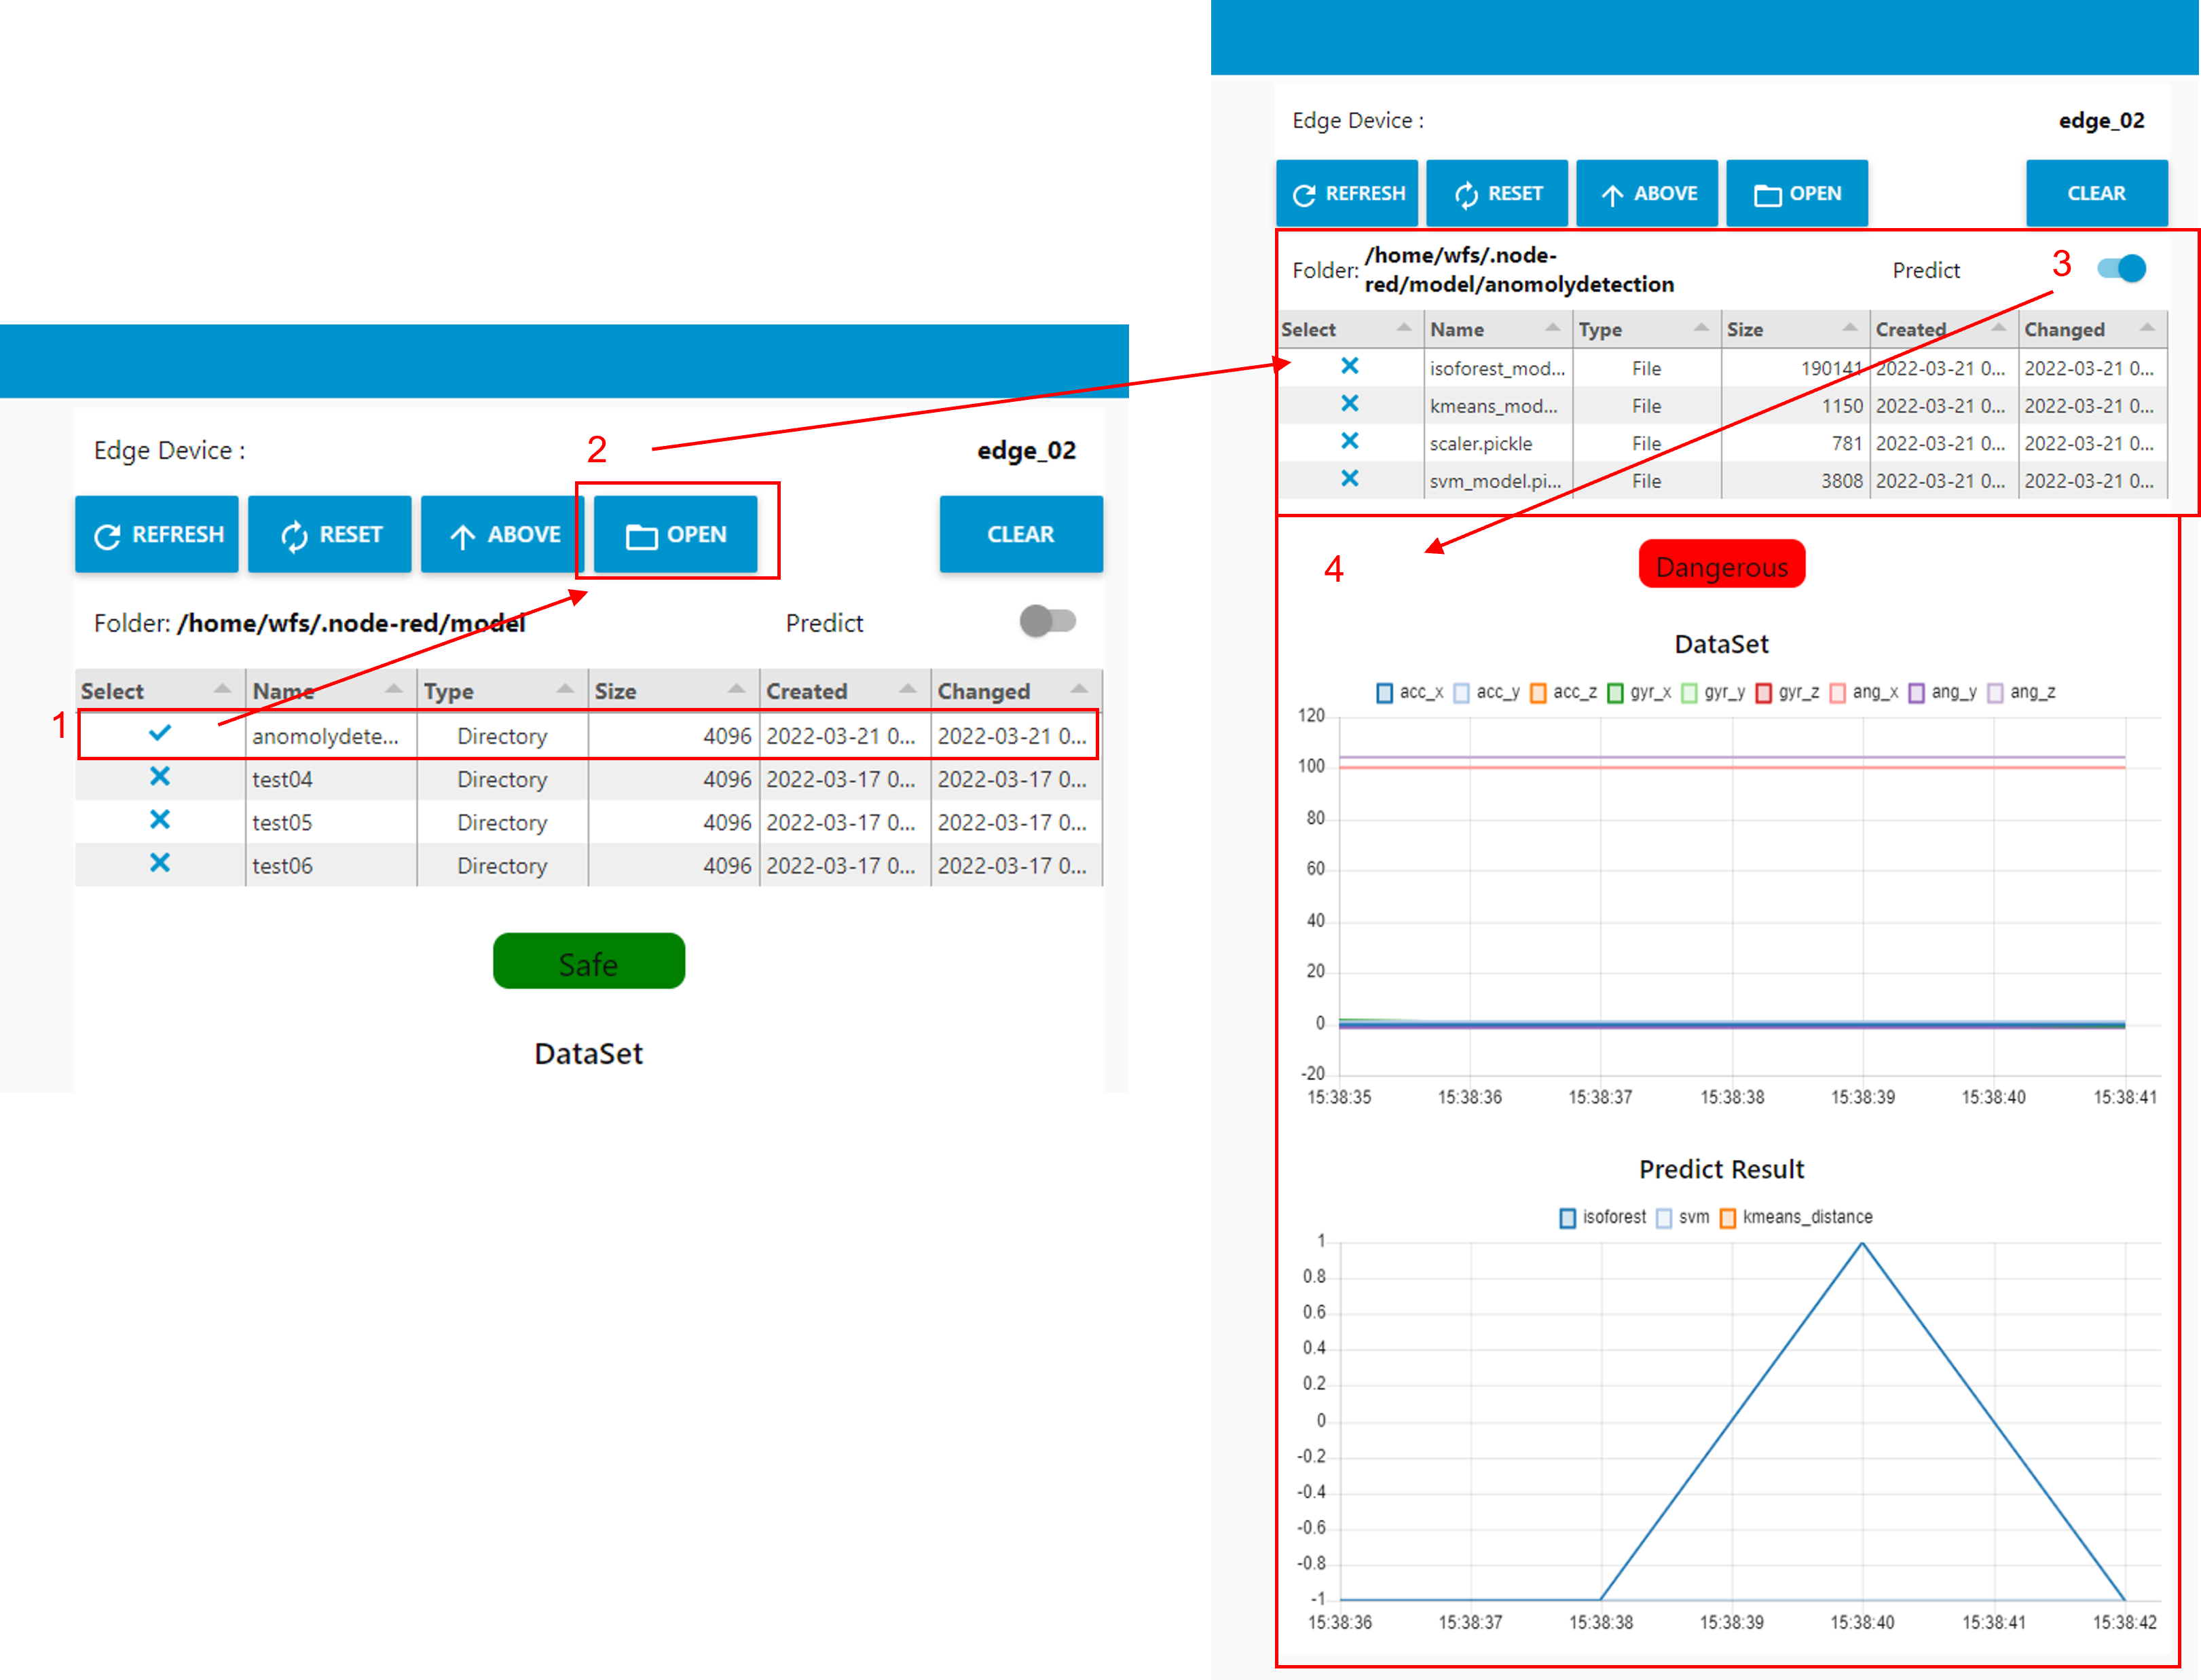 Edge Device : edge_02
2
REFRESH RESET ABOVE OPEN CLEAR
Folder: /home/wfs/.node-red/model Predict
Select Name Type Size Created Changed
1
anomolydete... Directory 4096 2022-03-21 0... 2022-03-21 0...
test04 Directory 4096 2022-03-17 0... 2022-03-17 0...
test05 Directory 4096 2022-03-17 0... 2022-03-17 0...
test06 Directory 4096 2022-03-17 0... 2022-03-17 0...
Safe
DataSet
Edge Device : edge_02
REFRESH RESET ABOVE OPEN CLEAR
Folder: /home/wfs/.node-
red/model/anomolydetection Predict 3
Select Name Type Size Created Changed
isoforest_mod... File 190141 2022-03-21 0... 2022-03-21 0...
kmeans_mod... File 1150 2022-03-21 0... 2022-03-21 0...
scaler.pickle File 781 2022-03-21 0... 2022-03-21 0...
svm_model.pi... File 3808 2022-03-21 0... 2022-03-21 0...
4 Dangerous
DataSet
acc_x acc_y acc_z gyr_x gyr_y gyr_z ang_x ang_y ang_z
120
100
80
60
40
20
0
-20
15:38:35 15:38:36 15:38:37 15:38:38 15:38:39 15:38:40 15:38:41
Predict Result
isoforest svm kmeans_distance
1
0.8
0.6
0.4
0.2
0
-0.2
-0.4
-0.6
-0.8
-1
15:38:36 15:38:37 15:38:38 15:38:39 15:38:40 15:38:41 15:38:42